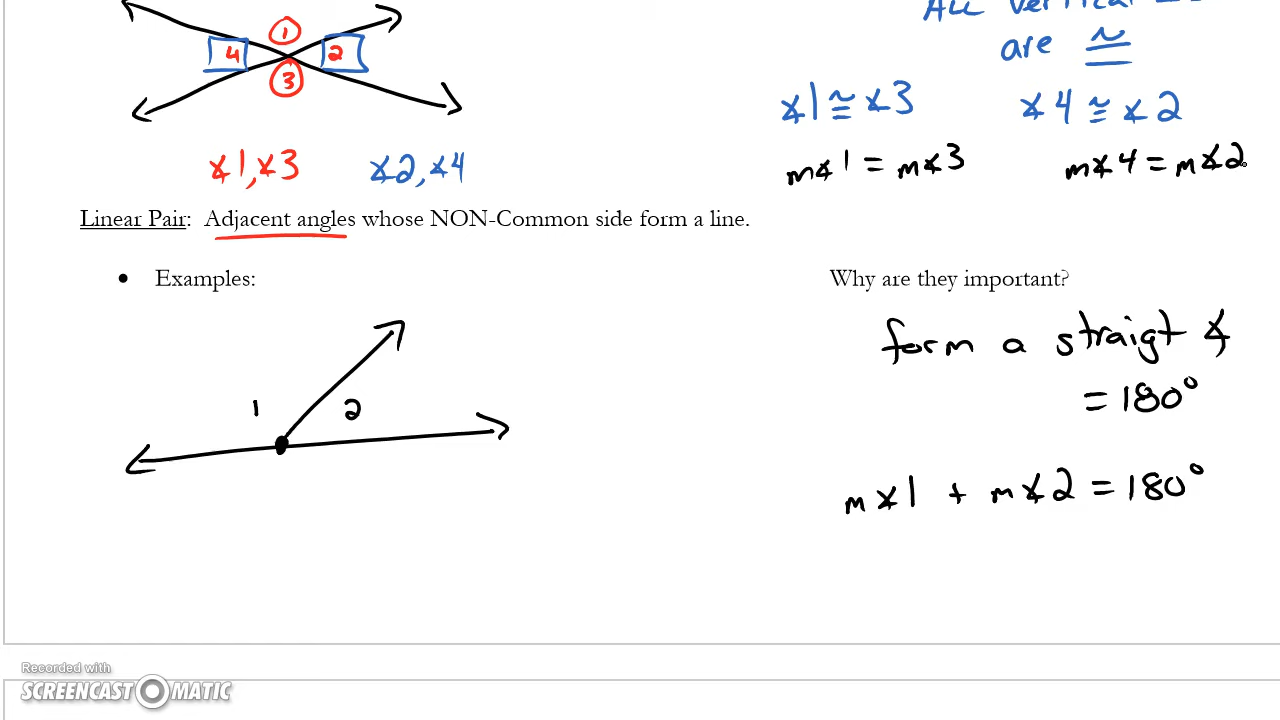 ALL vertical
are ≅
1
4
2
3
∡1 ≅ ∡3
∡4 ≅ ∡2
m∡1 = m∡3
m∡4 = m∡2
∡1, ∡3
∡2, ∡4
Linear Pair: Adjacent angles whose NON-Common side form a line.
• Examples:
Why are they important?
form a straigt ∡
= 180°
1
2
m∡1 + m∡2 = 180°
Recorded with
SCREENCAST O MATIC